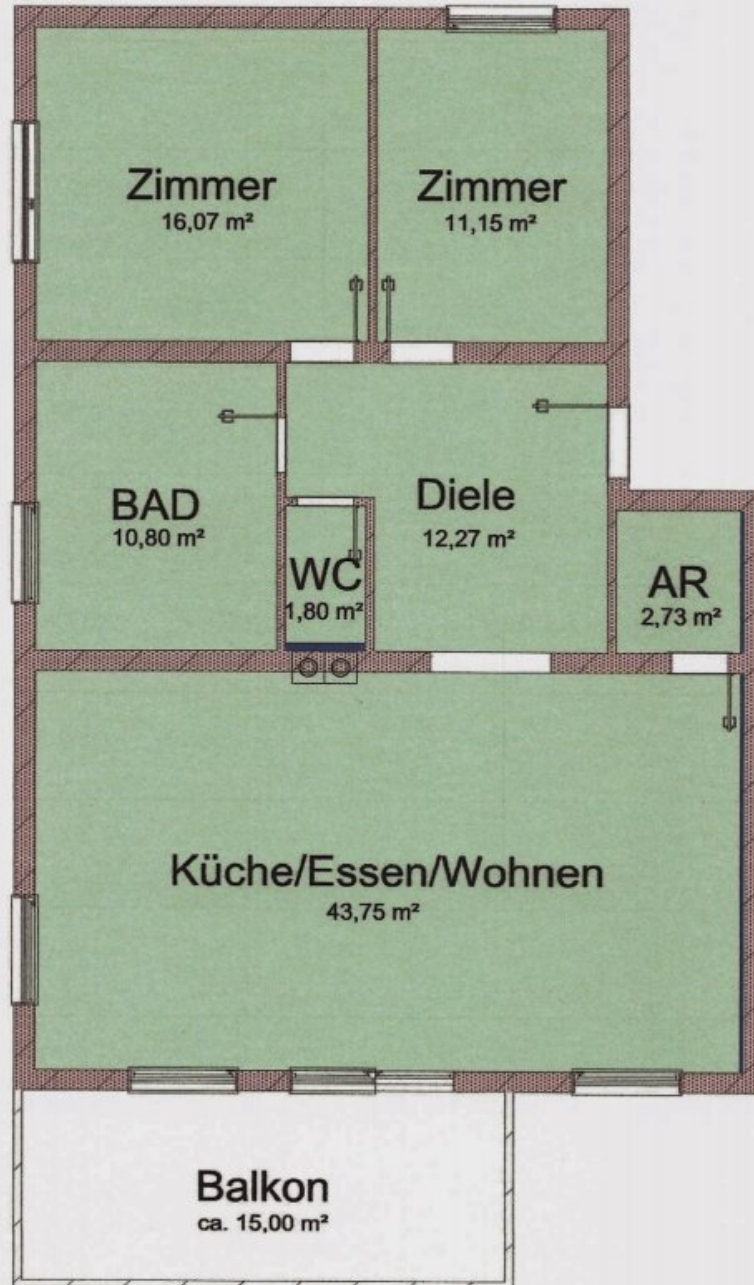 Zimmer
16,07 m²
Zimmer
11,15 m²
BAD
10,80 m²
Diele
12,27 m²
WC
1,80 m²
AR
2,73 m²
Küche/Essen/Wohnen
43,75 m²
Balkon
ca. 15,00 m²